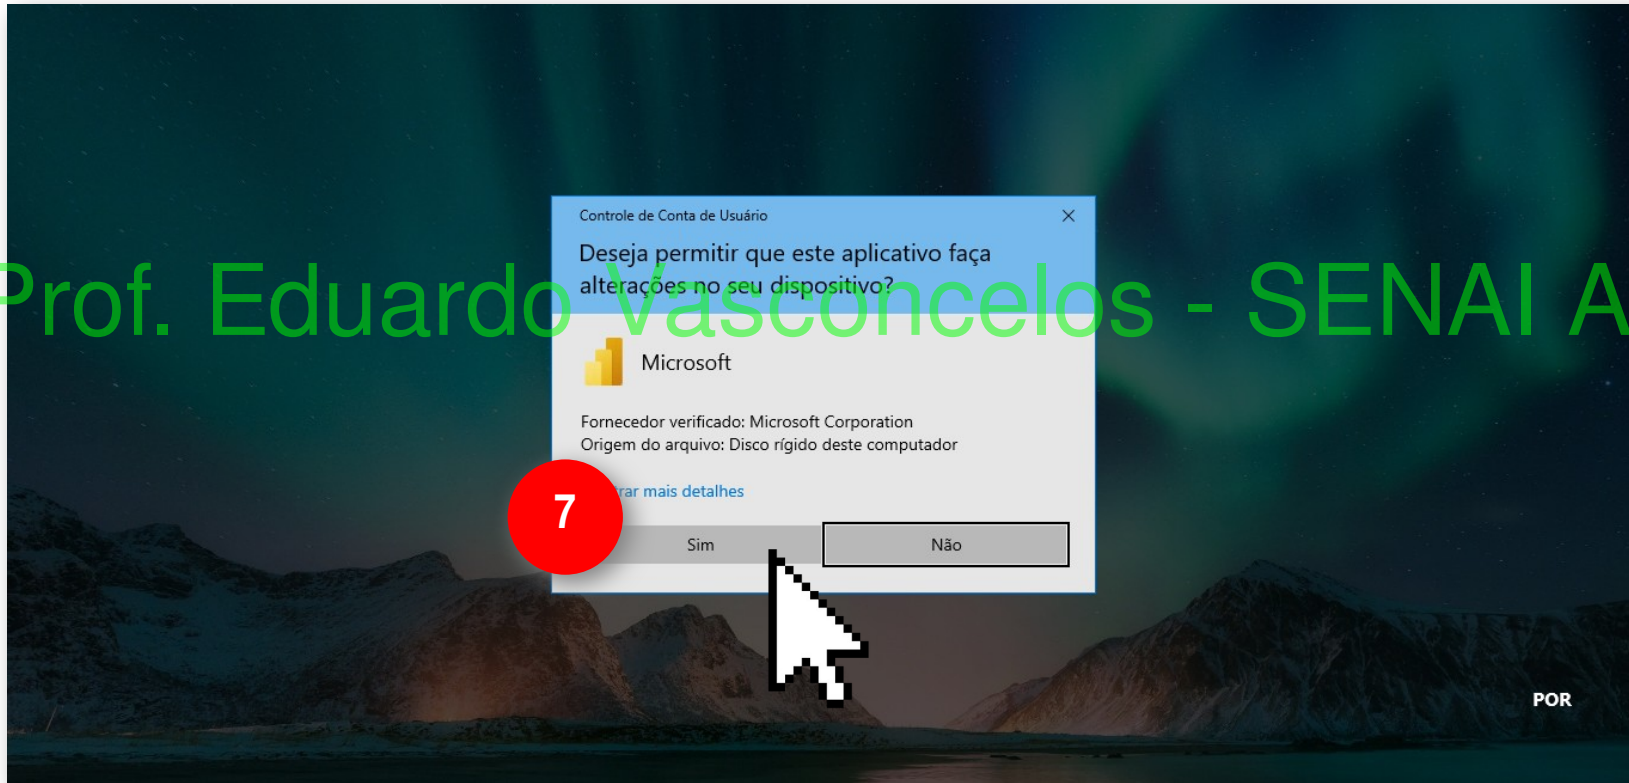 Controle de Conta de Usuário
Deseja permitir que este aplicativo faça
alterações no seu dispositivo?
Prof. Eduardo Vasconcelos - SENAI A
Microsoft
Fornecedor verificado: Microsoft Corporation
Origem do arquivo: Disco rígido deste computador
mais detalhes
7
Sim
Não
POR